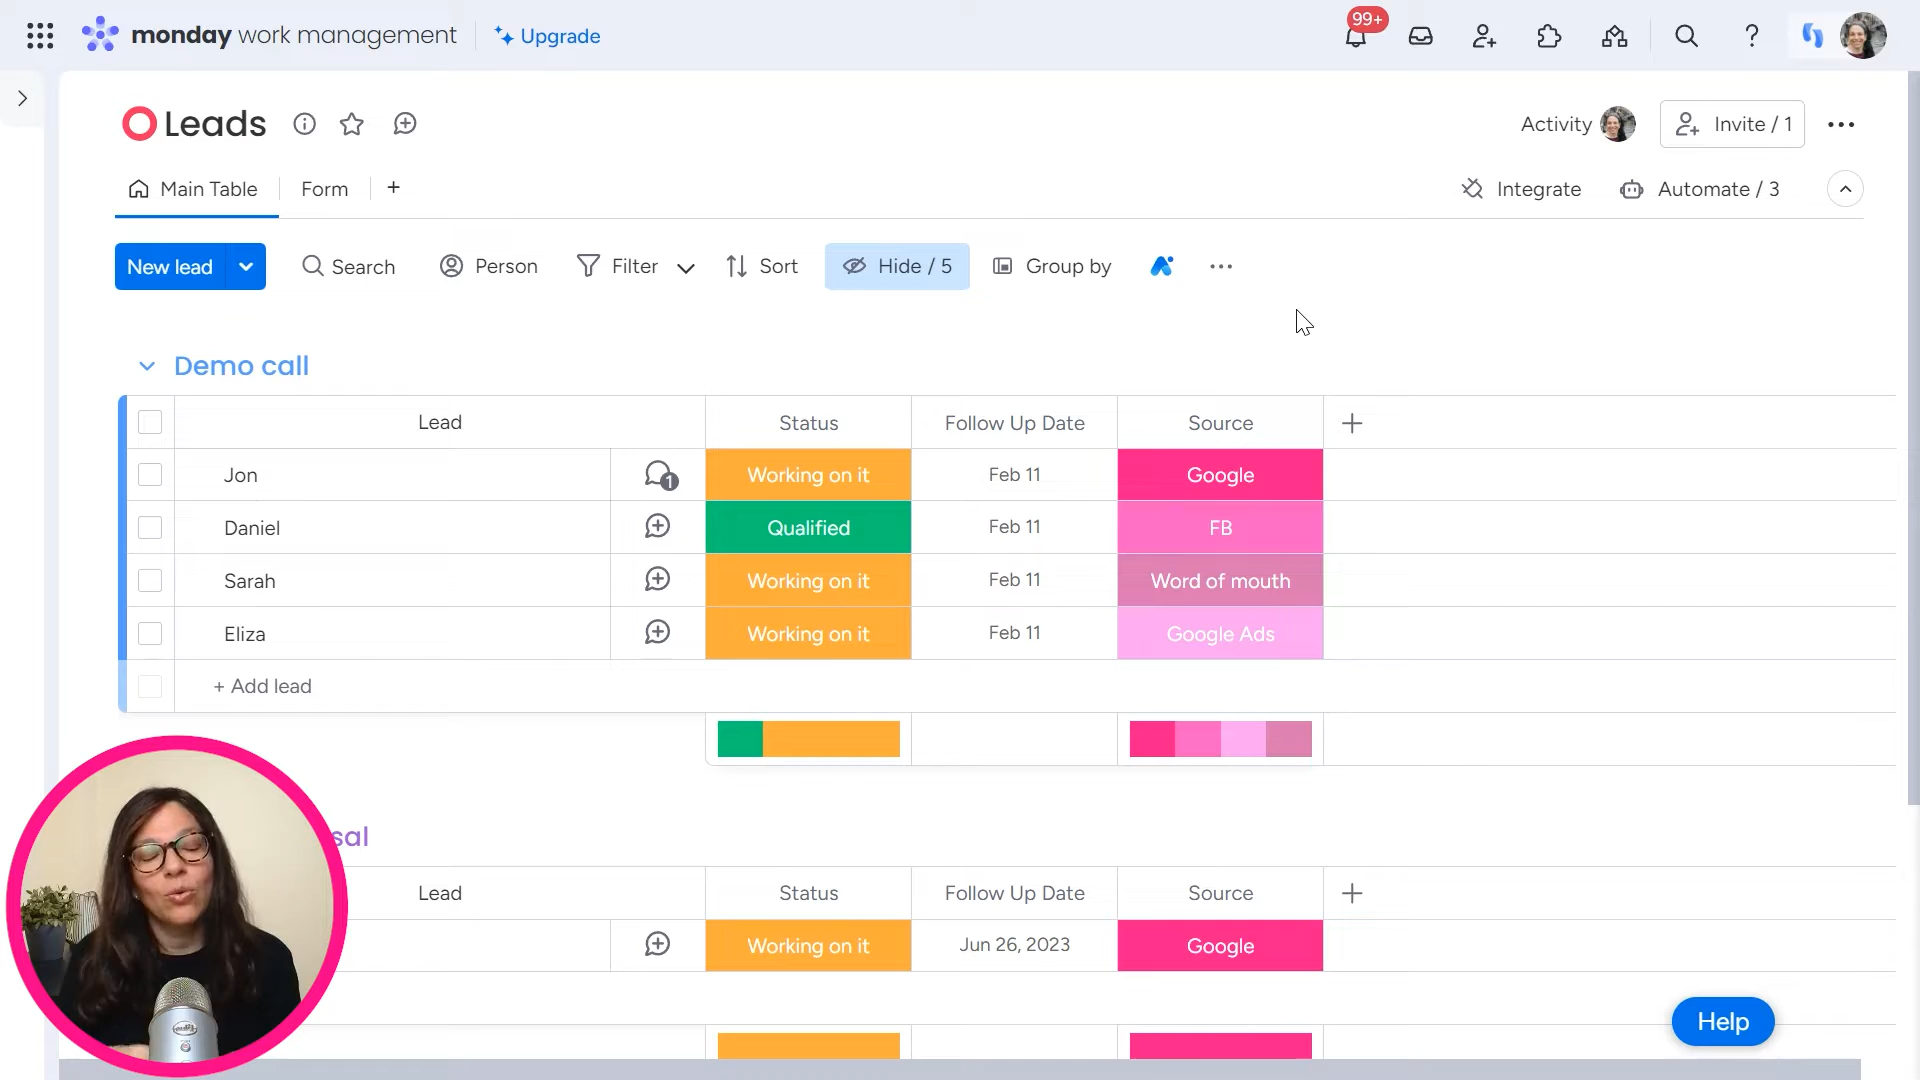 monday work management Upgrade 99+
Leads Activity Invite / 1
Main Table Form + Integrate Automate / 3
New lead Search Person Filter Sort Hide / 5 Group by
Demo call
Lead Status Follow Up Date Source
Jon 1 Working on it Feb 11 Google
Daniel Qualified Feb 11 FB
Sarah Working on it Feb 11 Word of mouth
Eliza Working on it Feb 11 Google Ads
+ Add lead
sal
Lead Status Follow Up Date Source
Working on it Jun 26, 2023 Google
Help